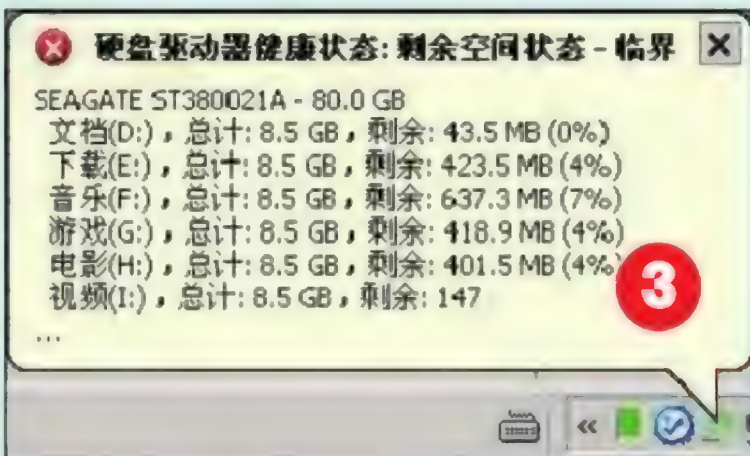 硬盘驱动器健康状态: 剩余空间状态 - 临界
SEAGATE ST380021A - 80.0 GB
文档(D:)，总计: 8.5 GB，剩余: 43.5 MB (0%)
下载(E:)，总计: 8.5 GB，剩余: 423.5 MB (4%)
音乐(F:)，总计: 8.5 GB，剩余: 637.3 MB (7%)
游戏(G:)，总计: 8.5 GB，剩余: 418.9 MB (4%)
电影(H:)，总计: 8.5 GB，剩余: 401.5 MB (4%)
视频(I:)，总计: 8.5 GB，剩余: 147
3
...
«